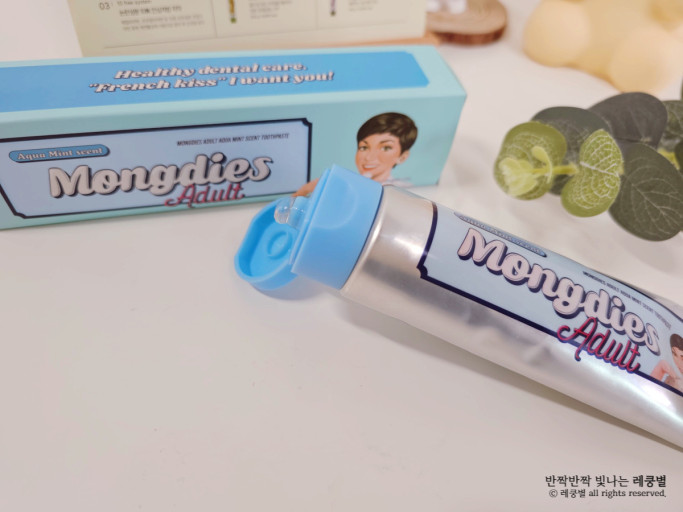 03
Healthy dental care.
"French kiss" I want you!
Aqua Mint scent
MONGDIES ADULT AQUA MINT SCENT TOOTHPASTE
Mongdies
Adult
Mongdies
Adult
반짝반짝 빛나는 레쿵별
© 레쿵별 all rights reserved.